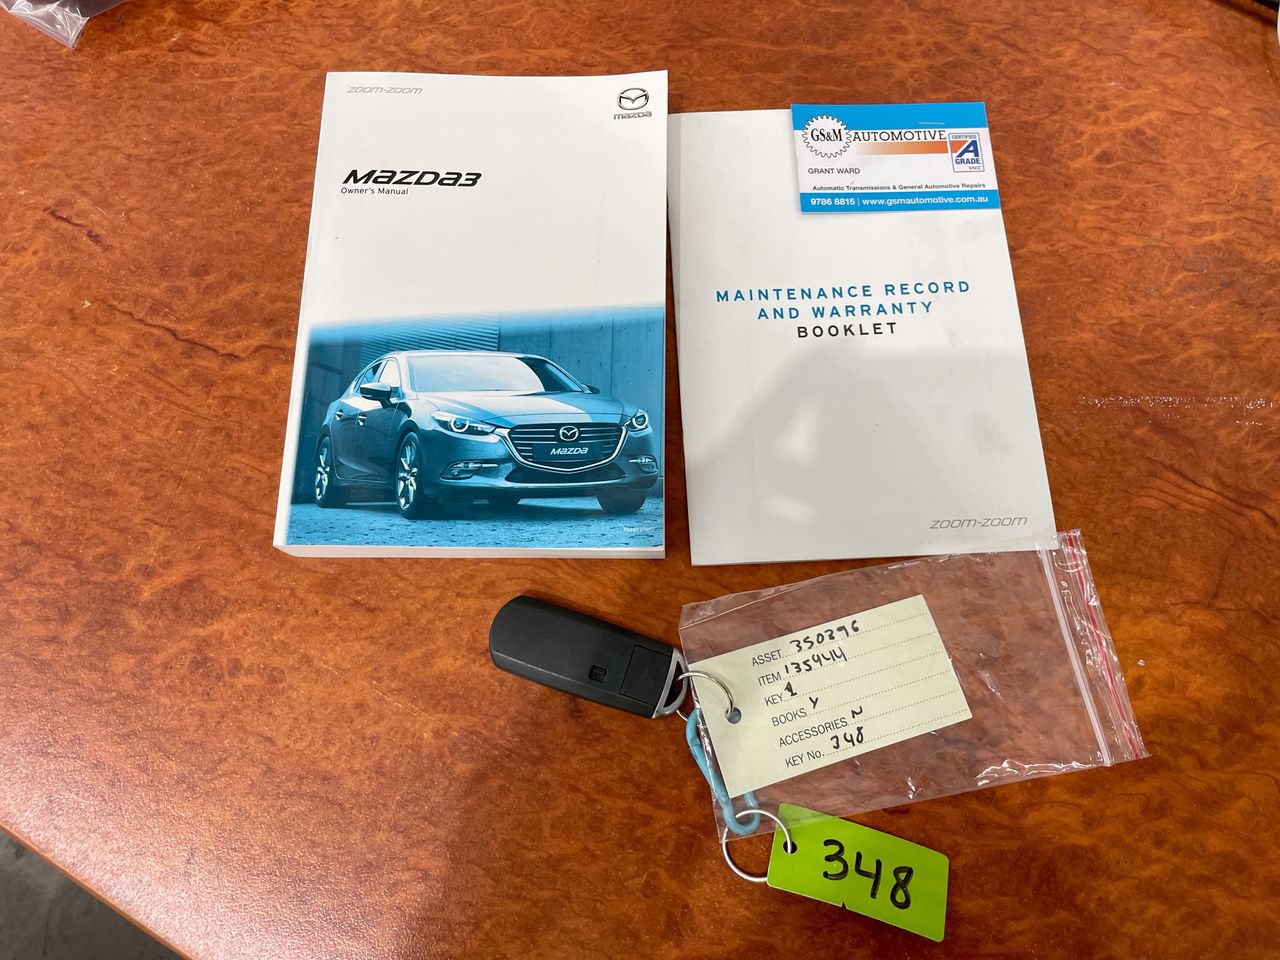 zoom-zoom
mazda
mazda3
Owner's Manual
mazda
GS&M AUTOMOTIVE
CERTIFIED
A
GRADE
VACC
GRANT WARD
Automatic Transmissions & General Automotive Repairs
9786 8815 | www.gsmautomotive.com.au
MAINTENANCE RECORD
AND WARRANTY
BOOKLET
zoom-zoom
ASSET 350396
ITEM 135944
KEY 1
BOOKS Y
ACCESSORIES N
KEY No. 348
348